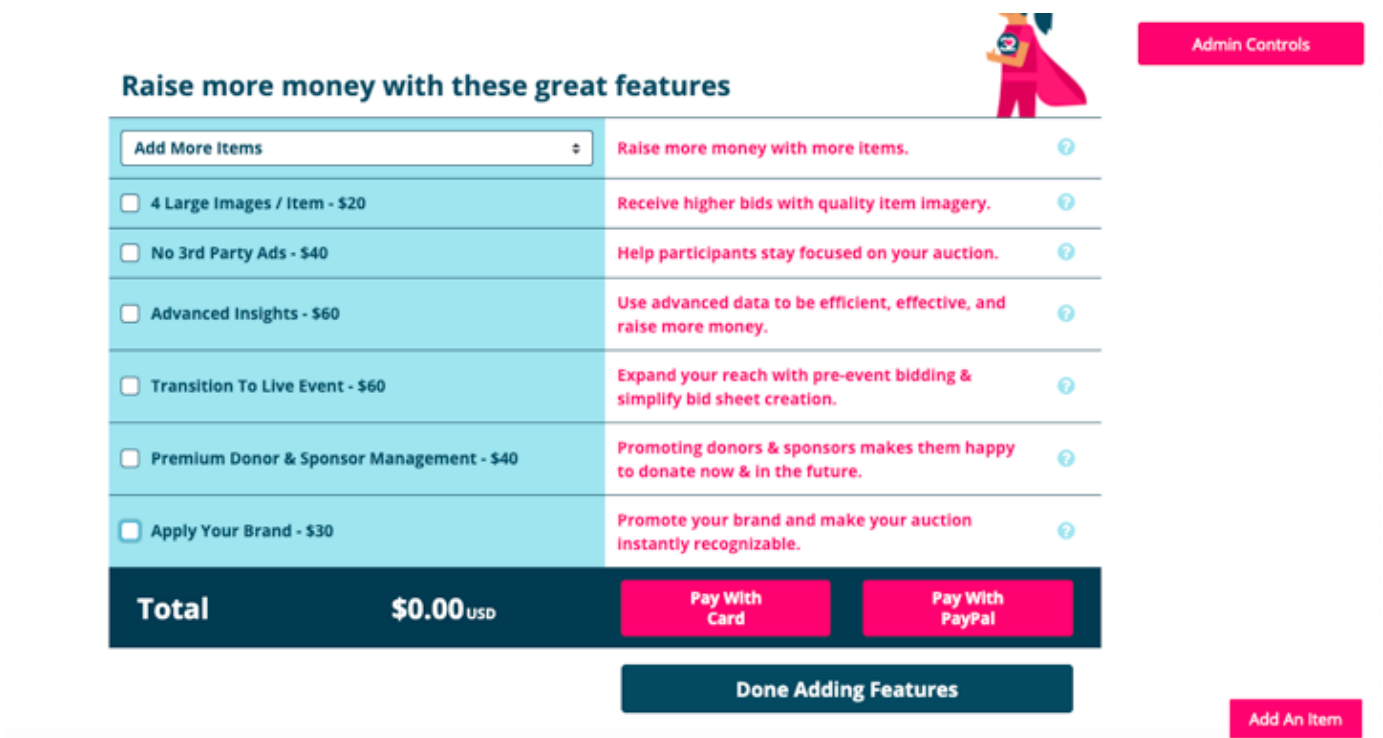 Admin Controls
Raise more money with these great features
Add More Items
Raise more money with more items.
?
4 Large Images / Item - $20
Receive higher bids with quality item imagery.
?
No 3rd Party Ads - $40
Help participants stay focused on your auction.
?
Advanced Insights - $60
Use advanced data to be efficient, effective, and
raise more money.
?
Transition To Live Event - $60
Expand your reach with pre-event bidding &
simplify bid sheet creation.
?
Premium Donor & Sponsor Management - $40
Promoting donors & sponsors makes them happy
to donate now & in the future.
?
Apply Your Brand - $30
Promote your brand and make your auction
instantly recognizable.
?
Total
$0.00 USD
Pay With
Card
Pay With
PayPal
Done Adding Features
Add An Item